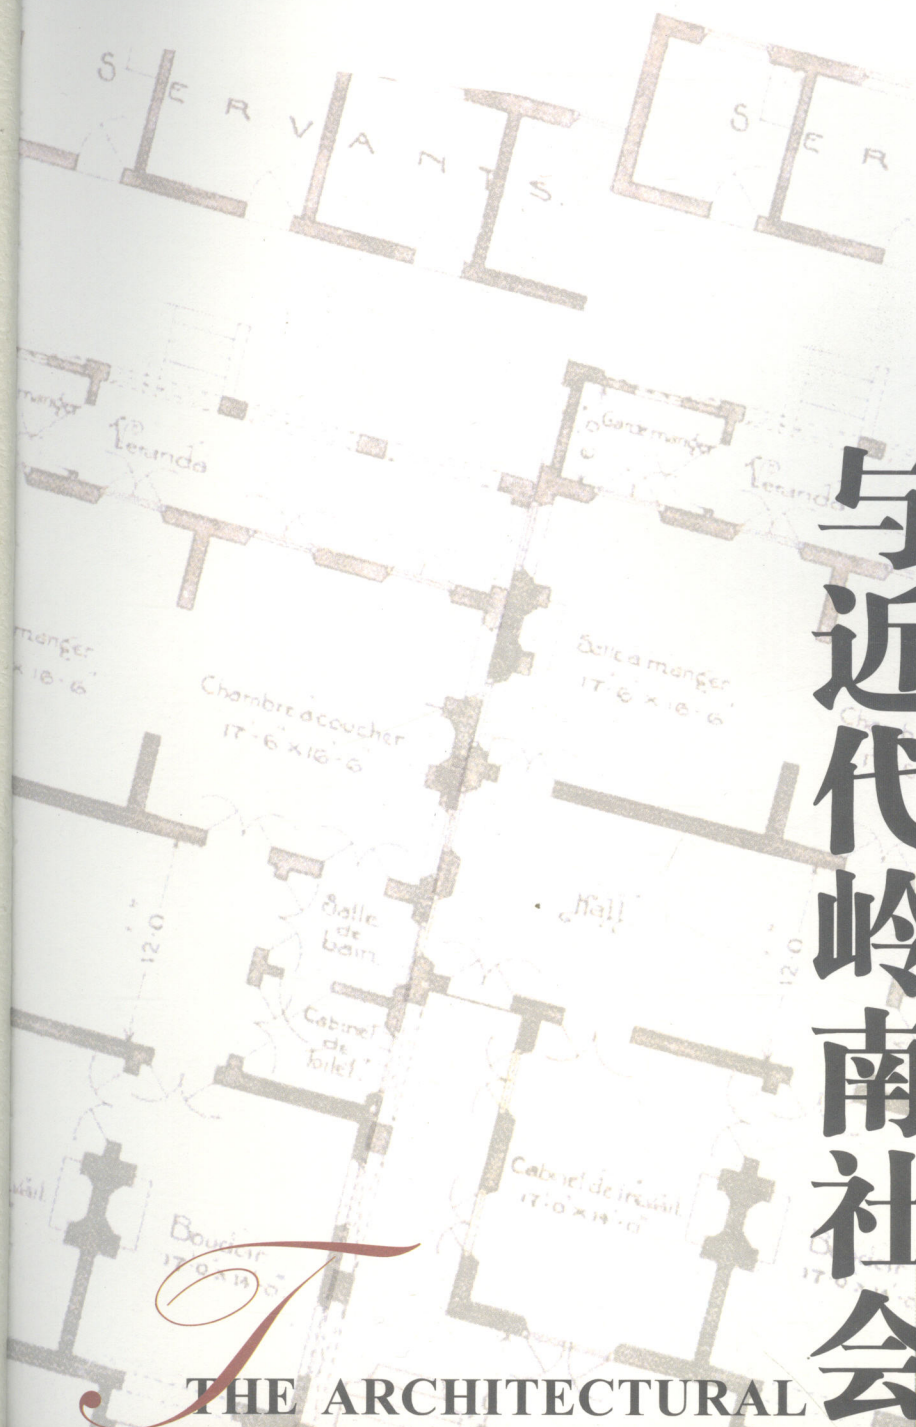 SERVANTS
SER
Veranda
Garde manger
Veranda
manger
Chambre à coucher
17'-6" x 16'-6"
Salle a manger
17'-6" x 16'-6"
12.0
Salle
de
bain
Hall
12.0
Cabinet
de
Toilet
Cabinet de travail
17'-0" x 14'-0"
Boudoir
17'-0" x 14'-0"
与近代岭南社会
THE ARCHITECTURAL